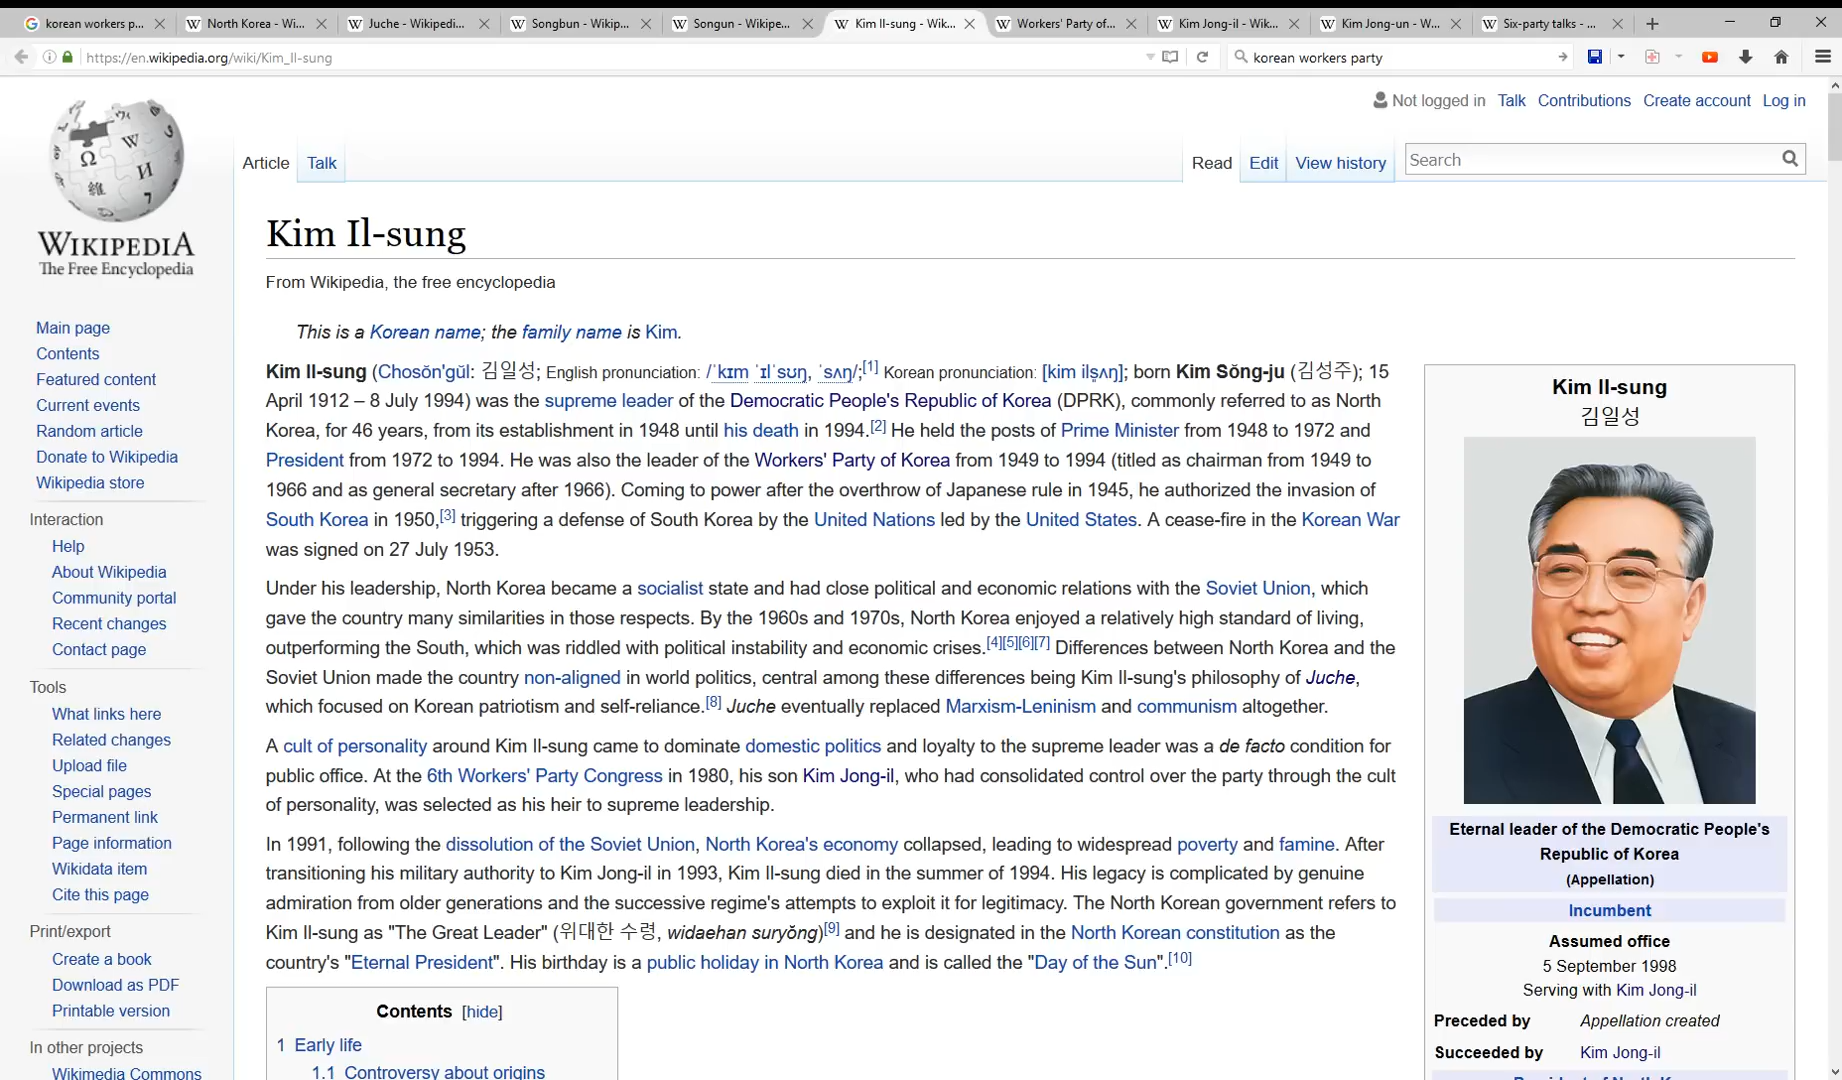 korean workers p...
North Korea - Wi...
Juche - Wikipedi...
Songbun - Wikip...
Songun - Wikipe...
Kim Il-sung - Wik...
Workers' Party of...
Kim Jong-il - Wik...
Kim Jong-un - W...
Six-party talks - ...
https://en.wikipedia.org/wiki/Kim_Il-sung
korean workers party
Not logged in Talk Contributions Create account Log in
Article Talk Read Edit View history Search
WIKIPEDIA
The Free Encyclopedia
Main page
Contents
Featured content
Current events
Random article
Donate to Wikipedia
Wikipedia store
Interaction
Help
About Wikipedia
Community portal
Recent changes
Contact page
Tools
What links here
Related changes
Upload file
Special pages
Permanent link
Page information
Wikidata item
Cite this page
Print/export
Create a book
Download as PDF
Printable version
In other projects
Wikimedia Commons
Kim Il-sung
From Wikipedia, the free encyclopedia
This is a Korean name; the family name is Kim.
Kim Il-sung (Chosŏn'gŭl: 김일성; English pronunciation: /ˈkɪm ˈɪlˈsʊŋ, ˈsʌŋ/;[1] Korean pronunciation: [kim ils̩ʌŋ]; born Kim Sŏng-ju (김성주); 15
April 1912 – 8 July 1994) was the supreme leader of the Democratic People's Republic of Korea (DPRK), commonly referred to as North
Korea, for 46 years, from its establishment in 1948 until his death in 1994.[2] He held the posts of Prime Minister from 1948 to 1972 and
President from 1972 to 1994. He was also the leader of the Workers' Party of Korea from 1949 to 1994 (titled as chairman from 1949 to
1966 and as general secretary after 1966). Coming to power after the overthrow of Japanese rule in 1945, he authorized the invasion of
South Korea in 1950,[3] triggering a defense of South Korea by the United Nations led by the United States. A cease-fire in the Korean War
was signed on 27 July 1953.
Under his leadership, North Korea became a socialist state and had close political and economic relations with the Soviet Union, which
gave the country many similarities in those respects. By the 1960s and 1970s, North Korea enjoyed a relatively high standard of living,
outperforming the South, which was riddled with political instability and economic crises.[4][5][6][7] Differences between North Korea and the
Soviet Union made the country non-aligned in world politics, central among these differences being Kim Il-sung's philosophy of Juche,
which focused on Korean patriotism and self-reliance.[8] Juche eventually replaced Marxism-Leninism and communism altogether.
A cult of personality around Kim Il-sung came to dominate domestic politics and loyalty to the supreme leader was a de facto condition for
public office. At the 6th Workers' Party Congress in 1980, his son Kim Jong-il, who had consolidated control over the party through the cult
of personality, was selected as his heir to supreme leadership.
In 1991, following the dissolution of the Soviet Union, North Korea's economy collapsed, leading to widespread poverty and famine. After
transitioning his military authority to Kim Jong-il in 1993, Kim Il-sung died in the summer of 1994. His legacy is complicated by genuine
admiration from older generations and the successive regime's attempts to exploit it for legitimacy. The North Korean government refers to
Kim Il-sung as "The Great Leader" (위대한 수령, widaehan suryŏng)[9] and he is designated in the North Korean constitution as the
country's "Eternal President". His birthday is a public holiday in North Korea and is called the "Day of the Sun".[10]
Contents [hide]
1 Early life
1.1 Controversy about origins
Kim Il-sung
김일성
Eternal leader of the Democratic People's
Republic of Korea
(Appellation)
Incumbent
Assumed office
5 September 1998
Serving with Kim Jong-il
Preceded by Appellation created
Succeeded by Kim Jong-il